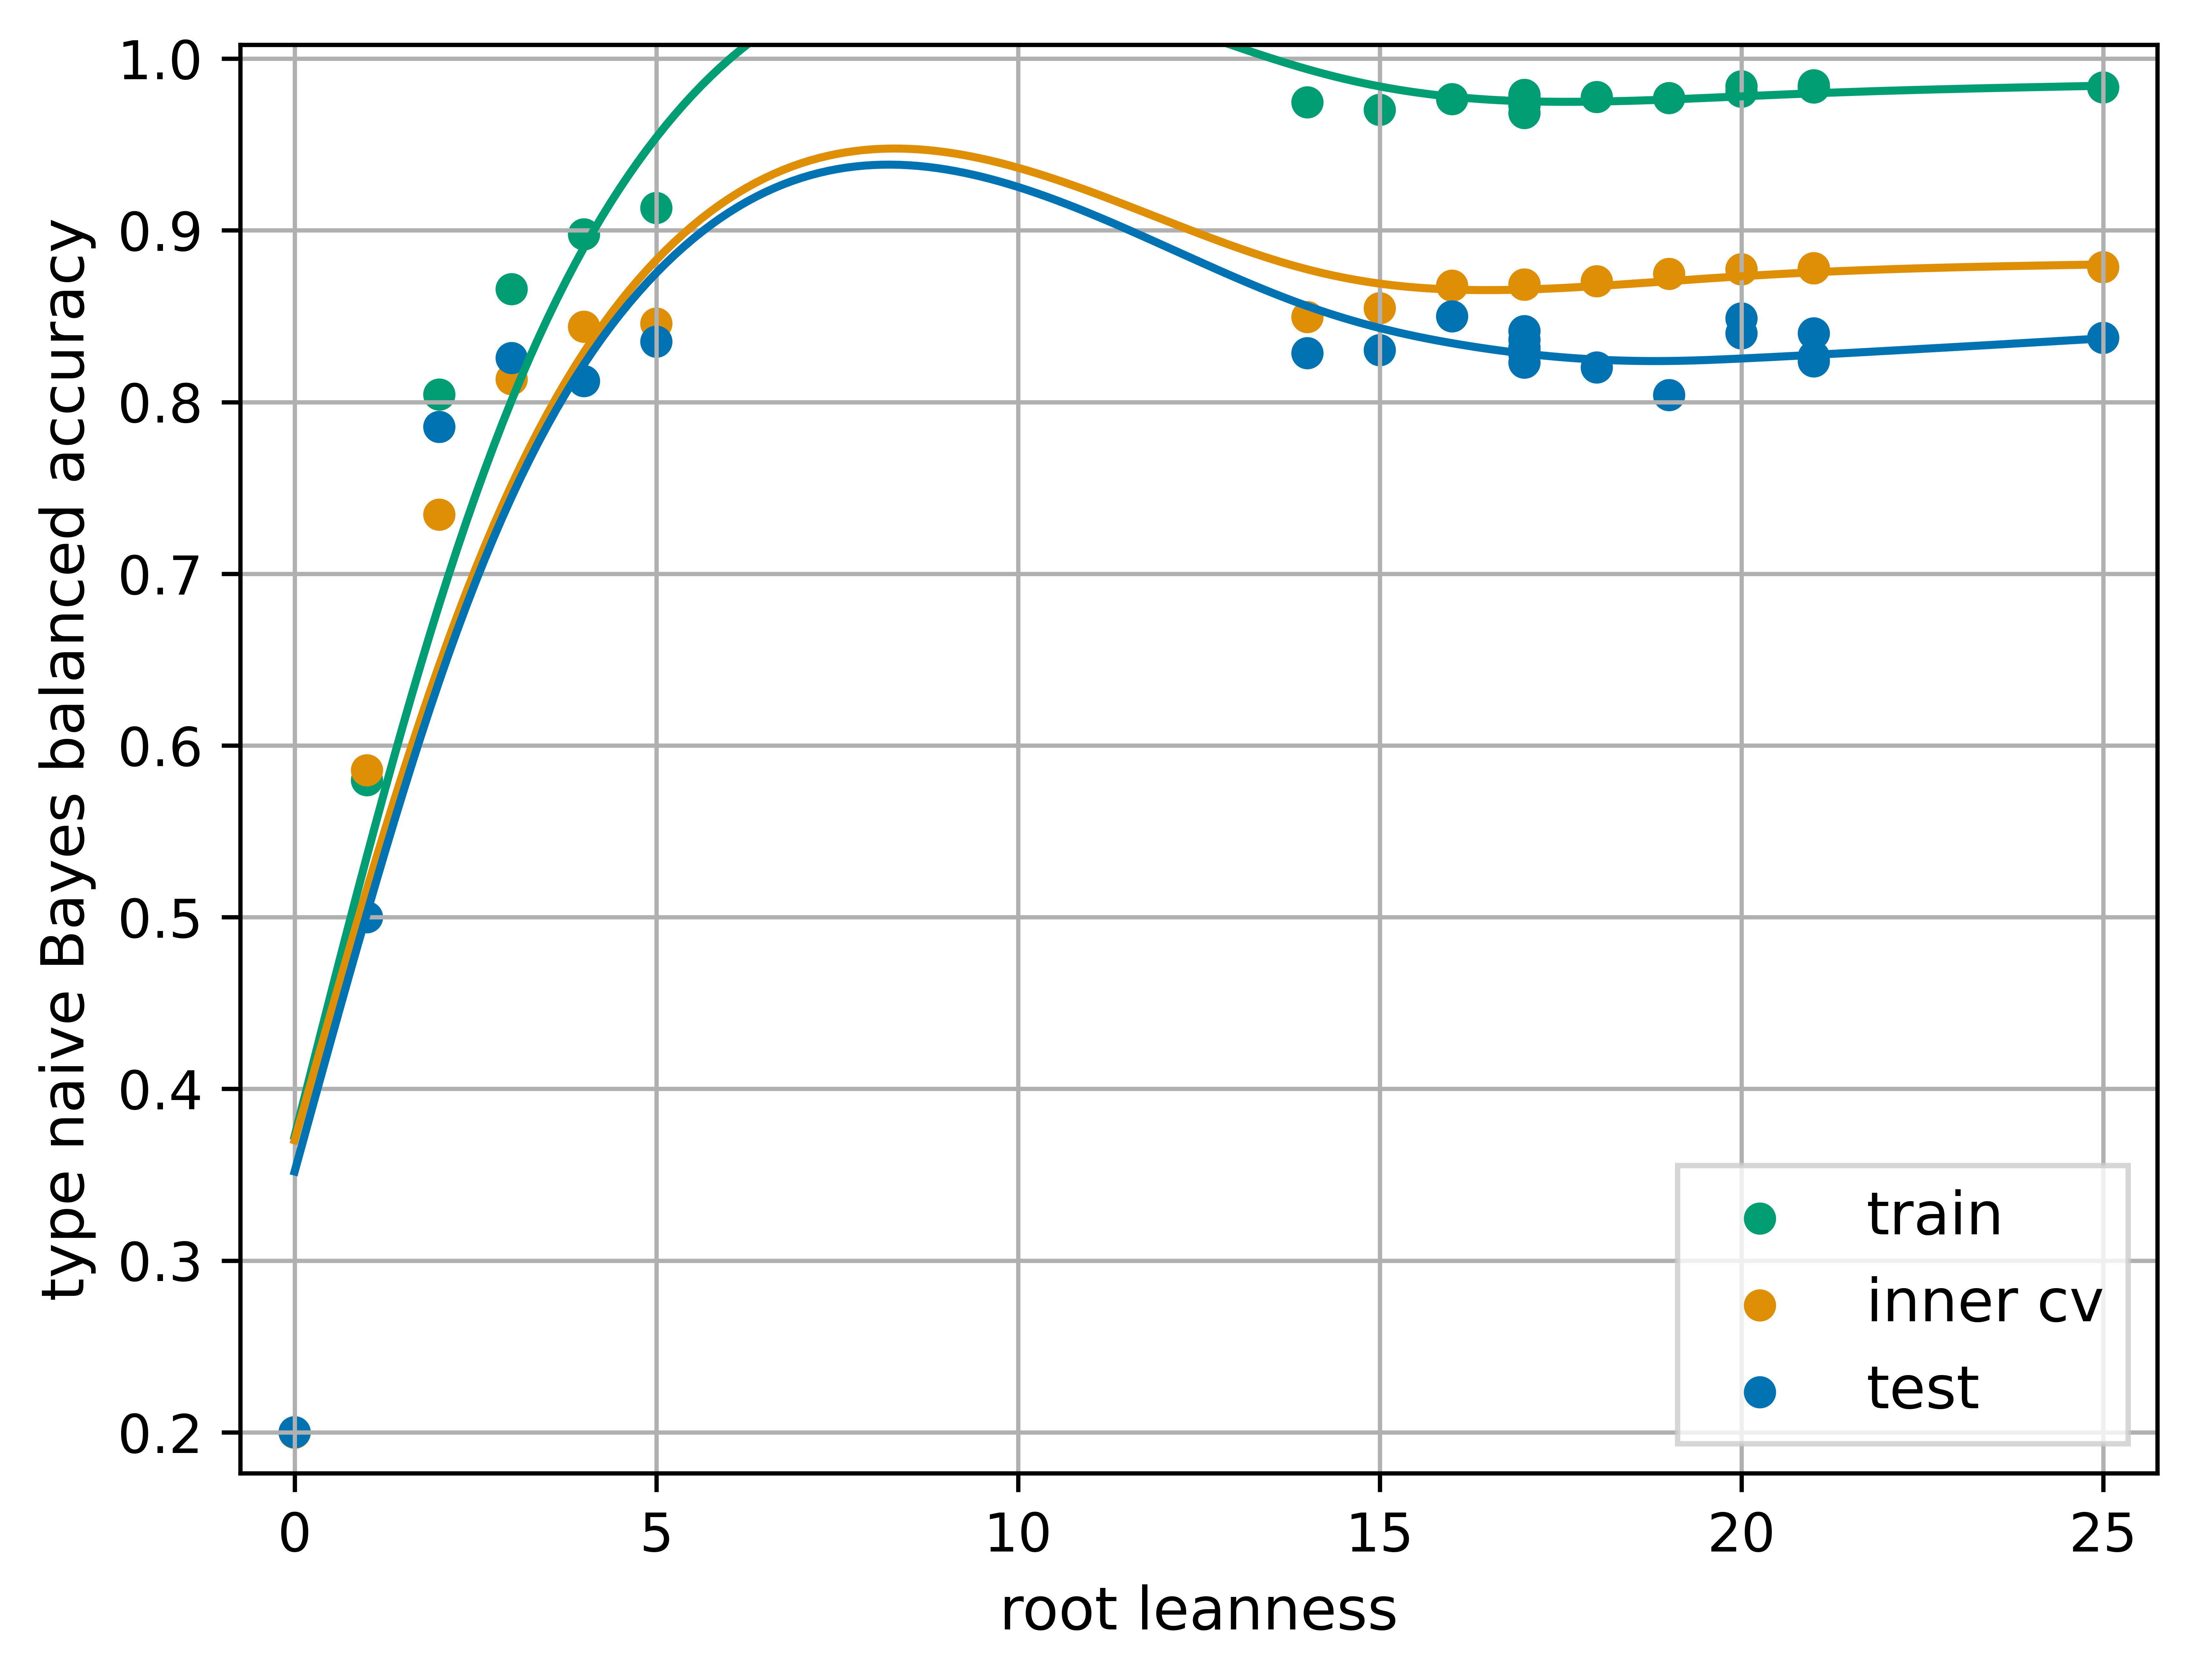 type naive Bayes balanced accuracy
1.0
0.9
0.8
0.7
0.6
0.5
0.4
0.3
0.2
0 5 10 15 20 25
root leanness
train
inner cv
test